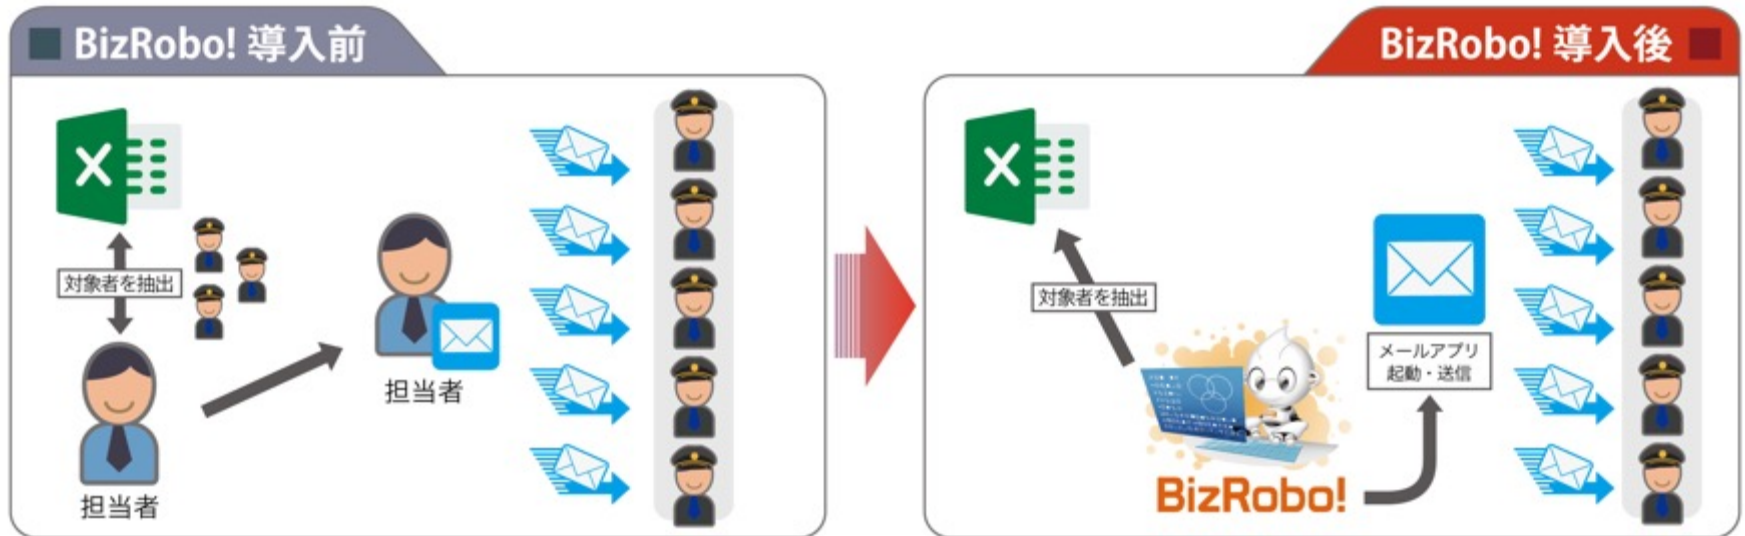 BizRobo! 導入前
対象者を抽出
担当者
担当者
BizRobo! 導入後
対象者を抽出
メールアプリ
起動・送信
BizRobo!